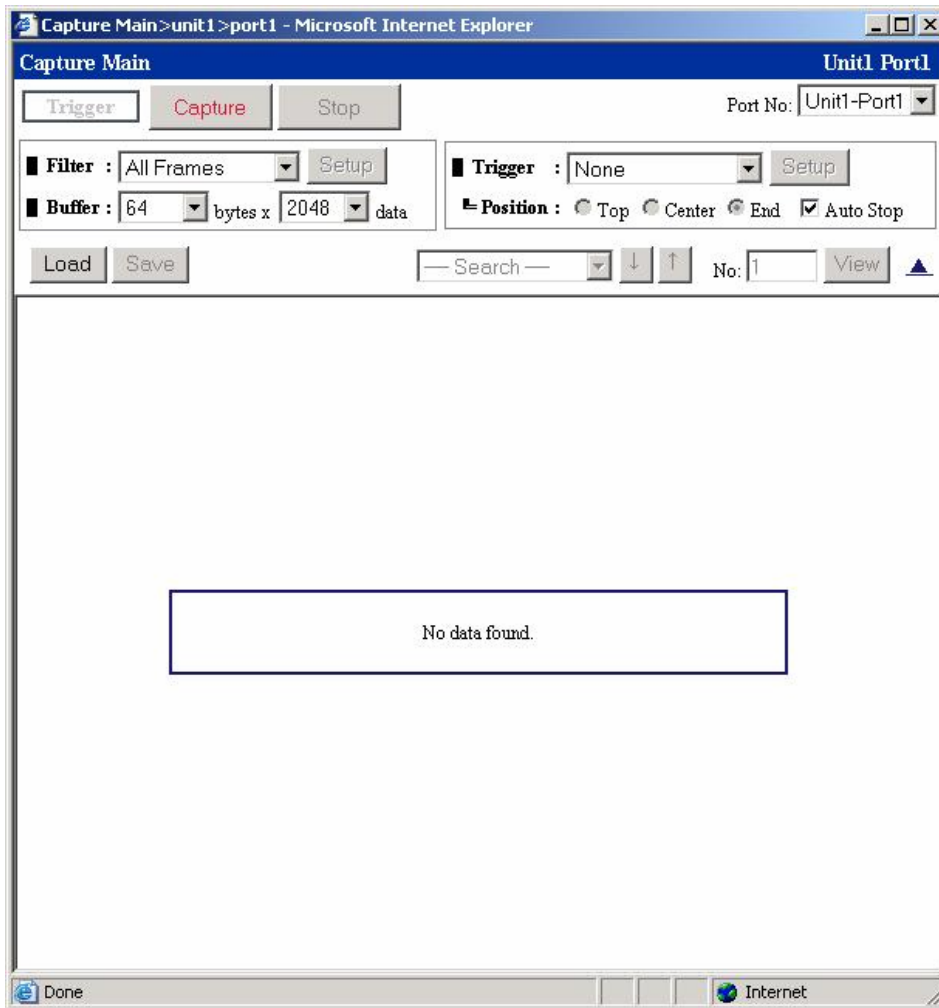 Capture Main>unit1>port1 - Microsoft Internet Explorer
Capture Main Unit1 Port1
Trigger Capture Stop Port No: Unit1-Port1
Filter : All Frames Setup Trigger : None Setup
Buffer : 64 bytes x 2048 data Position : Top Center End Auto Stop
Load Save — Search — ↓ ↑ No: 1 View
No data found.
Done Internet